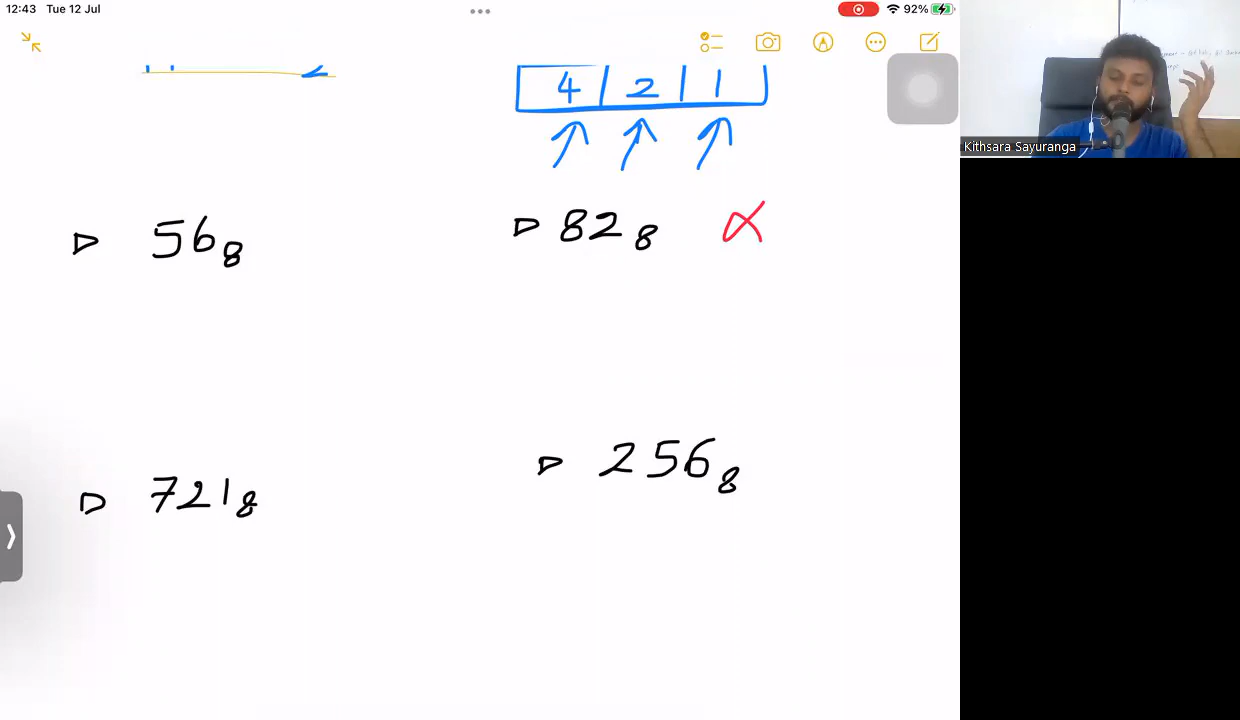 12:43 Tue 12 Jul
92%
4 2 1
▷ 56₈
▷ 82₈ ×
▷ 721₈
▷ 256₈
Kithsara Sayuranga